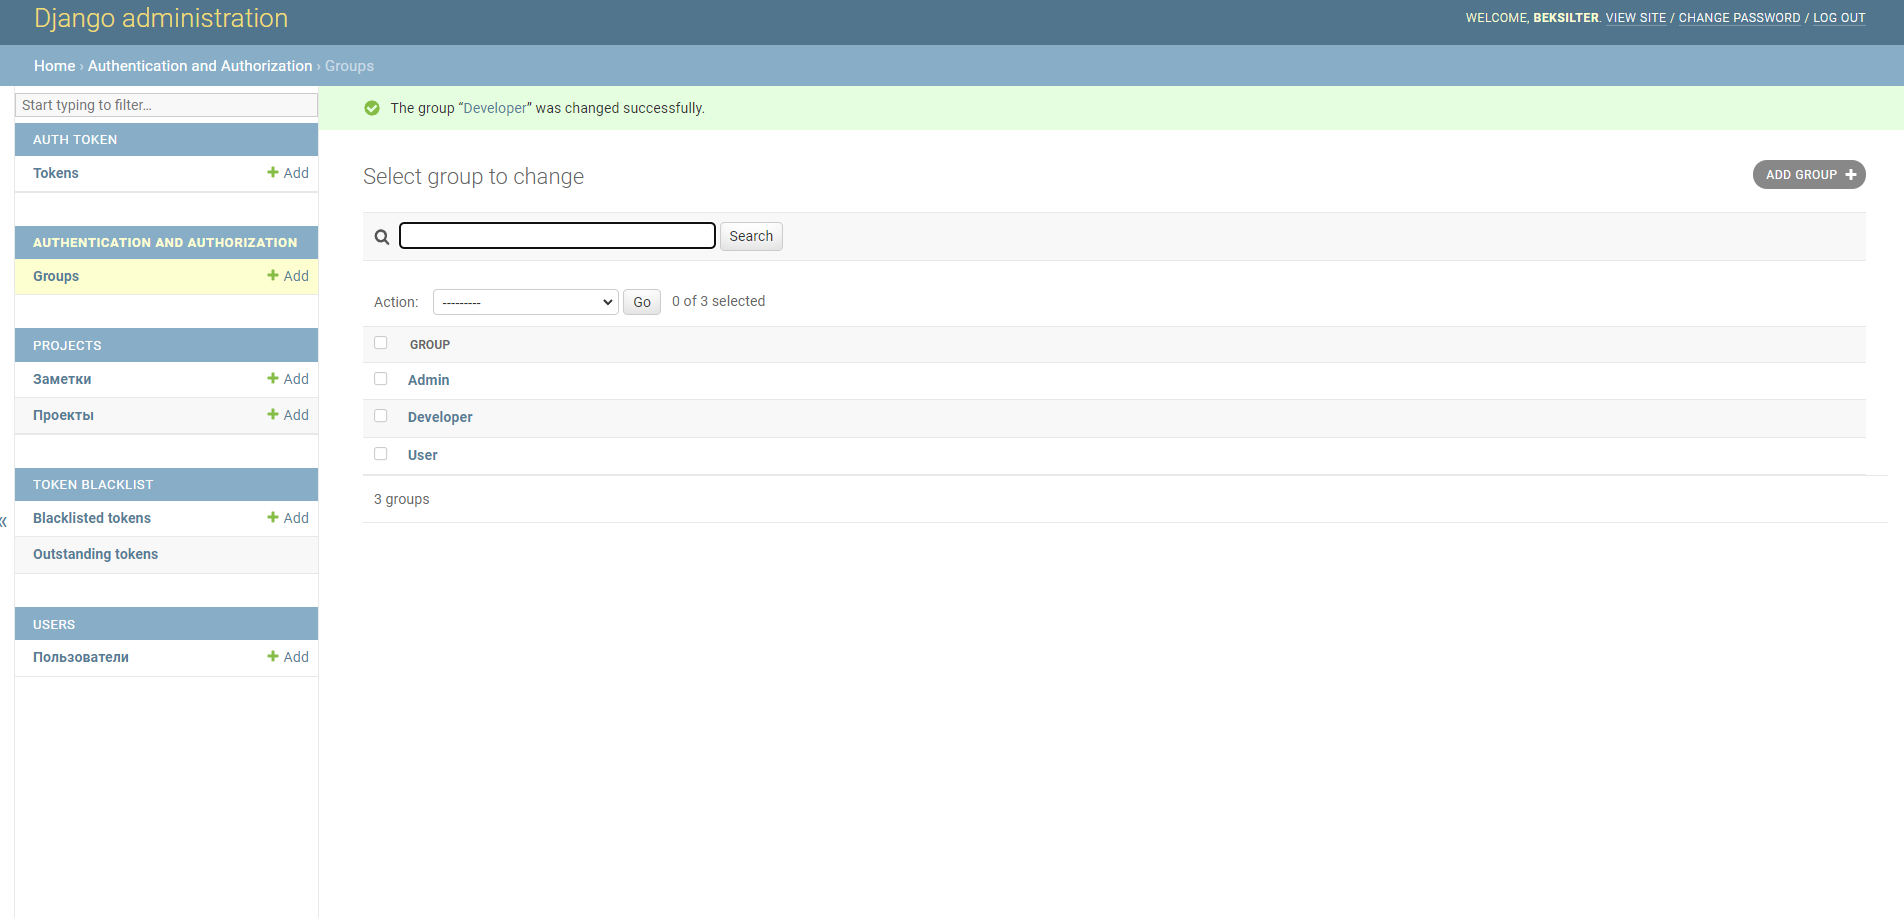 Django administration
WELCOME, BEKSILTER. VIEW SITE / CHANGE PASSWORD / LOG OUT
Home › Authentication and Authorization › Groups
Start typing to filter…
AUTH TOKEN
Tokens
Add
AUTHENTICATION AND AUTHORIZATION
Groups
Add
PROJECTS
Заметки
Add
Проекты
Add
TOKEN BLACKLIST
Blacklisted tokens
Add
Outstanding tokens
USERS
Пользователи
Add
«
The group “Developer” was changed successfully.
Select group to change
ADD GROUP
Search
Action:
---------
Go
0 of 3 selected
GROUP
Admin
Developer
User
3 groups